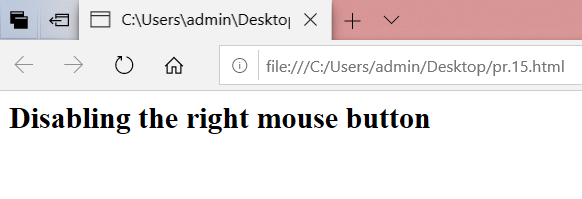 C:\Users\admin\Desktop
file:///C:/Users/admin/Desktop/pr.15.html
Disabling the right mouse button